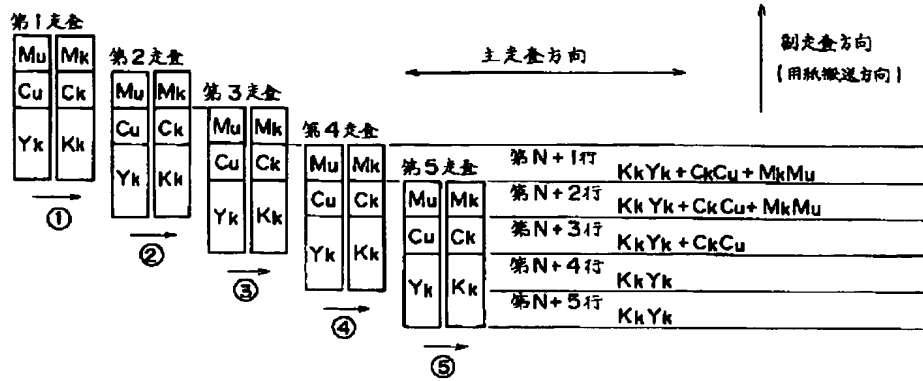 第1走査
Mu Mk
Cu Ck
Yk Kk
①
第2走査
Mu Mk
Cu Ck
Yk Kk
②
第3走査
Mu Mk
Cu Ck
Yk Kk
③
第4走査
Mu Mk
Cu Ck
Yk Kk
④
第5走査
Mu Mk
Cu Ck
Yk Kk
⑤
主走査方向
副走査方向
(用紙搬送方向)
第N+1行 KkYk+CkCu+MkMu
第N+2行 KkYk+CkCu+MkMu
第N+3行 KkYk+CkCu
第N+4行 KkYk
第N+5行 KkYk